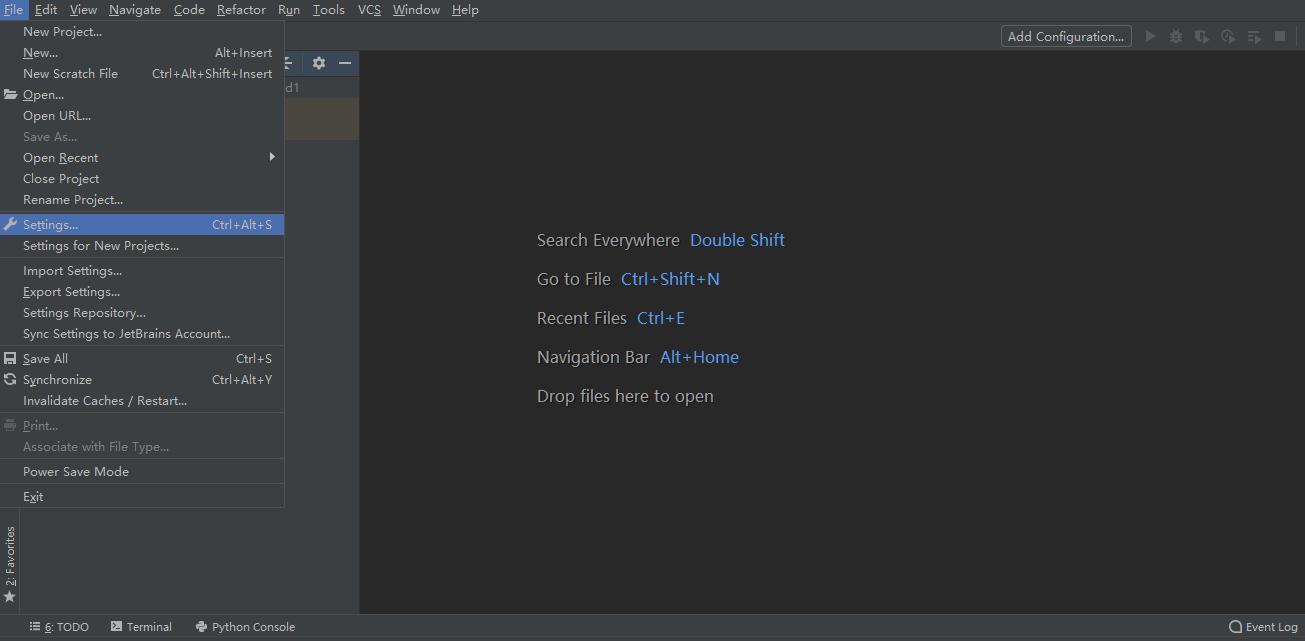 File Edit View Navigate Code Refactor Run Tools VCS Window Help
Add Configuration...
New Project...
New... Alt+Insert
New Scratch File Ctrl+Alt+Shift+Insert
d1
Open...
Open URL...
Save As...
Open Recent
Close Project
Rename Project...
Settings... Ctrl+Alt+S
Settings for New Projects...
Import Settings...
Export Settings...
Settings Repository...
Sync Settings to JetBrains Account...
Save All Ctrl+S
Synchronize Ctrl+Alt+Y
Invalidate Caches / Restart...
Print...
Associate with File Type...
Power Save Mode
Exit
Search Everywhere Double Shift
Go to File Ctrl+Shift+N
Recent Files Ctrl+E
Navigation Bar Alt+Home
Drop files here to open
2: Favorites
6: TODO Terminal Python Console Event Log